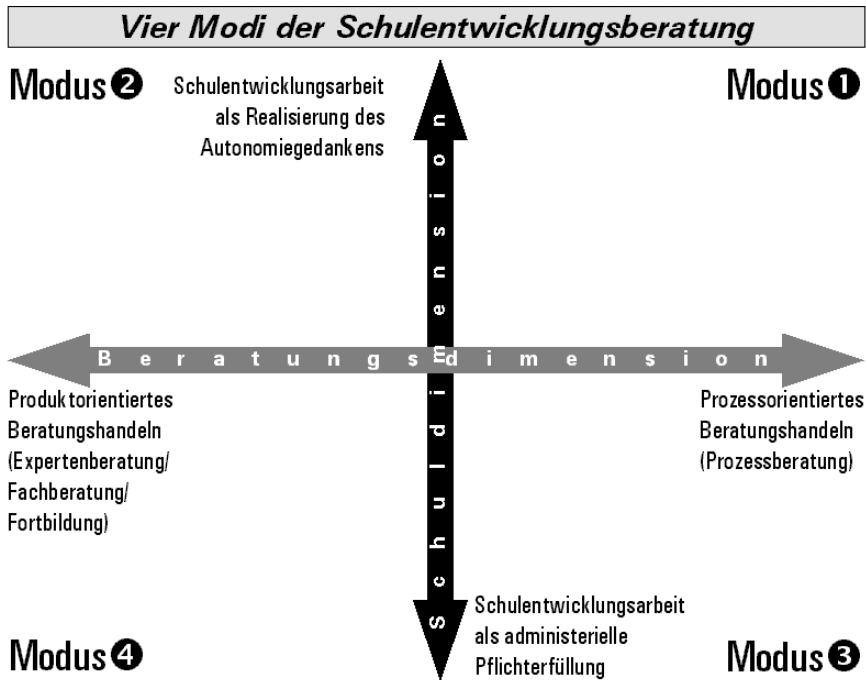 Vier Modi der Schulentwicklungsberatung
Modus ❷
Schulentwicklungsarbeit
als Realisierung des
Autonomiegedankens
Modus ❶
Schuldimension
Beratungsdimension
Produktorientiertes
Beratungshandeln
(Expertenberatung/
Fachberatung/
Fortbildung)
Prozessorientiertes
Beratungshandeln
(Prozessberatung)
Modus ❹
Schulentwicklungsarbeit
als administerielle
Pflichterfüllung
Modus ❸